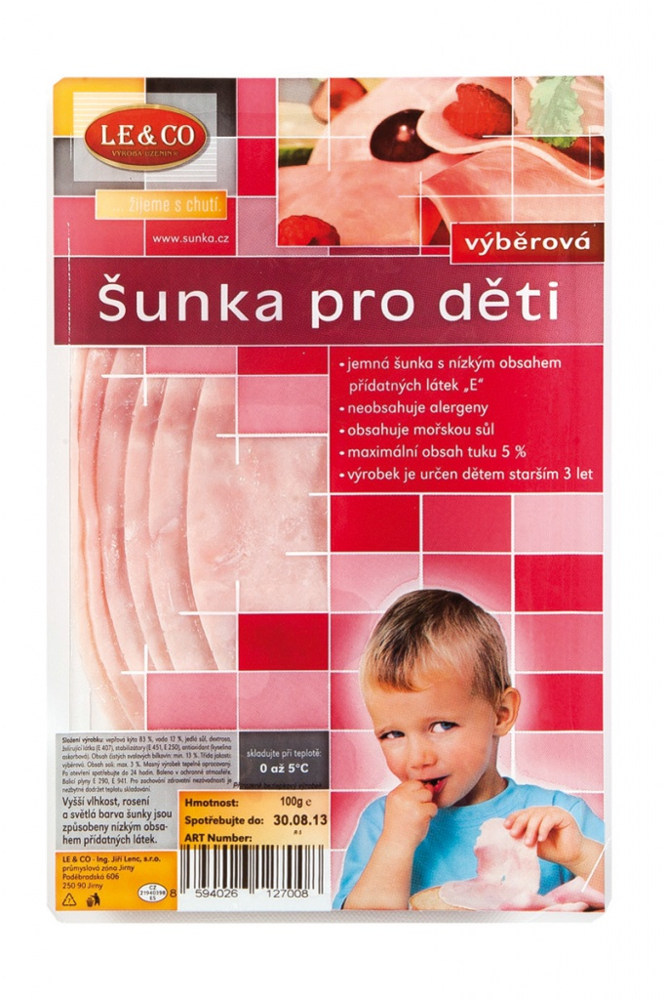 LE & CO
VÝROBA UZENIN®
... žijeme s chutí.
www.sunka.cz
výběrová
Šunka pro děti
• jemná šunka s nízkým obsahem
přídatných látek „E“
• neobsahuje alergeny
• obsahuje mořskou sůl
• maximální obsah tuku 5 %
• výrobek je určen dětem starším 3 let
Složení výrobku: vepřová kýta 83 %, voda 12 %, jedlá sůl, dextroza,
želírující látka (E 407), stabilizátory (E 451, E 250), antioxidant (kyselina
askorbová). Obsah čistých svalových bílkovin: min. 13 %. Třída jakosti:
výběrová. Obsah soli: max. 3 %. Masný výrobek tepelně opracovaný.
Po otevření spotřebujte do 24 hodin. Baleno v ochranné atmosféře.
Balicí plyny E 290, E 941. Pro zachování zdravotní nezávadnosti je
nezbytné dodržet teplotu skladování.
Vyšší vlhkost, rosení
a světlá barva šunky jsou
způsobeny nízkým obsa-
hem přídatných látek.
skladujte při teplotě:
0 až 5°C
Hmotnost: 100g e
Spotřebujte do: 30.08.13
ART Number:
LE & CO - Ing. Jiří Lenc, s.r.o.
průmyslová zóna Jirny
Poděbradská 606
250 90 Jirny
CZ
21940398
ES
8 594026 127008